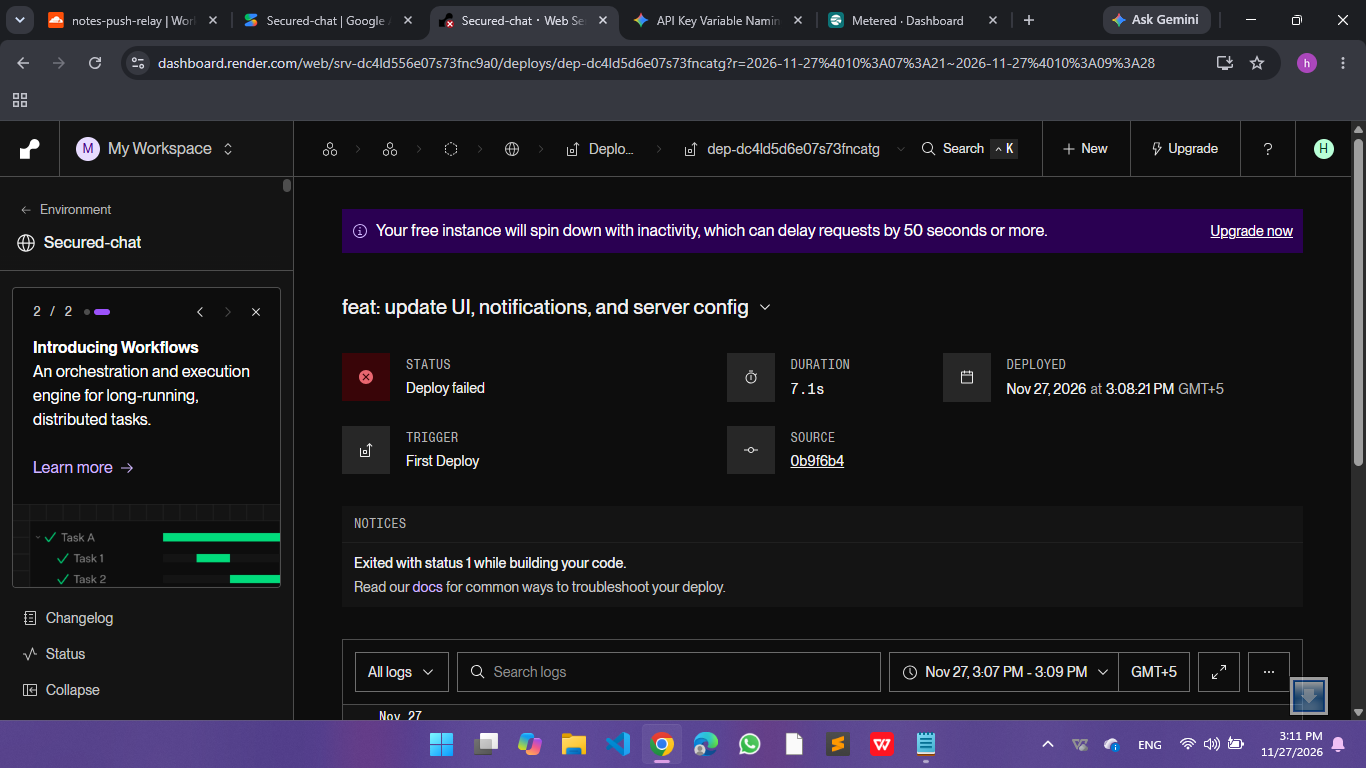 notes-push-relay | Worl
Secured-chat | Google A
Secured-chat · Web Se
API Key Variable Namin
Metered · Dashboard
Ask Gemini
dashboard.render.com/web/srv-dc4ld556e07s73fnc9a0/deploys/dep-dc4ld5d6e07s73fncatg?r=2026-11-27%4010%3A07%3A21~2026-11-27%4010%3A09%3A28
h
M My Workspace
Deplo...
dep-dc4ld5d6e07s73fncatg
Search ^ K
+ New
Upgrade
?
H
← Environment
Secured-chat
2 / 2
Introducing Workflows
An orchestration and execution
engine for long-running,
distributed tasks.
Learn more →
Task A
Task 1
Task 2
Changelog
Status
Collapse
Your free instance will spin down with inactivity, which can delay requests by 50 seconds or more.
Upgrade now
feat: update UI, notifications, and server config
STATUS
Deploy failed
DURATION
7.1s
DEPLOYED
Nov 27, 2026 at 3:08:21 PM GMT+5
TRIGGER
First Deploy
SOURCE
0b9f6b4
NOTICES
Exited with status 1 while building your code.
Read our docs for common ways to troubleshoot your deploy.
All logs
Search logs
Nov 27, 3:07 PM - 3:09 PM
GMT+5
...
Nov 27
ENG
3:11 PM
11/27/2026